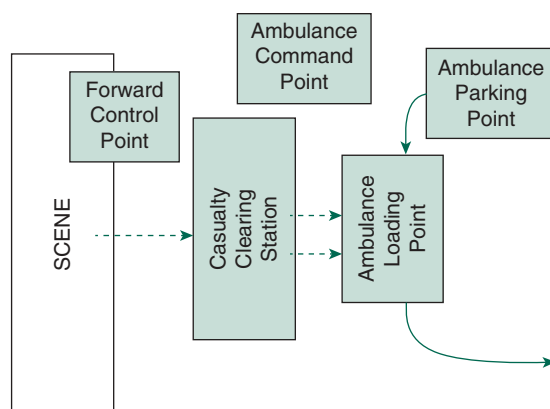 Ambulance
Command
Point
Ambulance
Parking
Point
Forward
Control
Point
SCENE
Casualty
Clearing
Station
Ambulance
Loading
Point